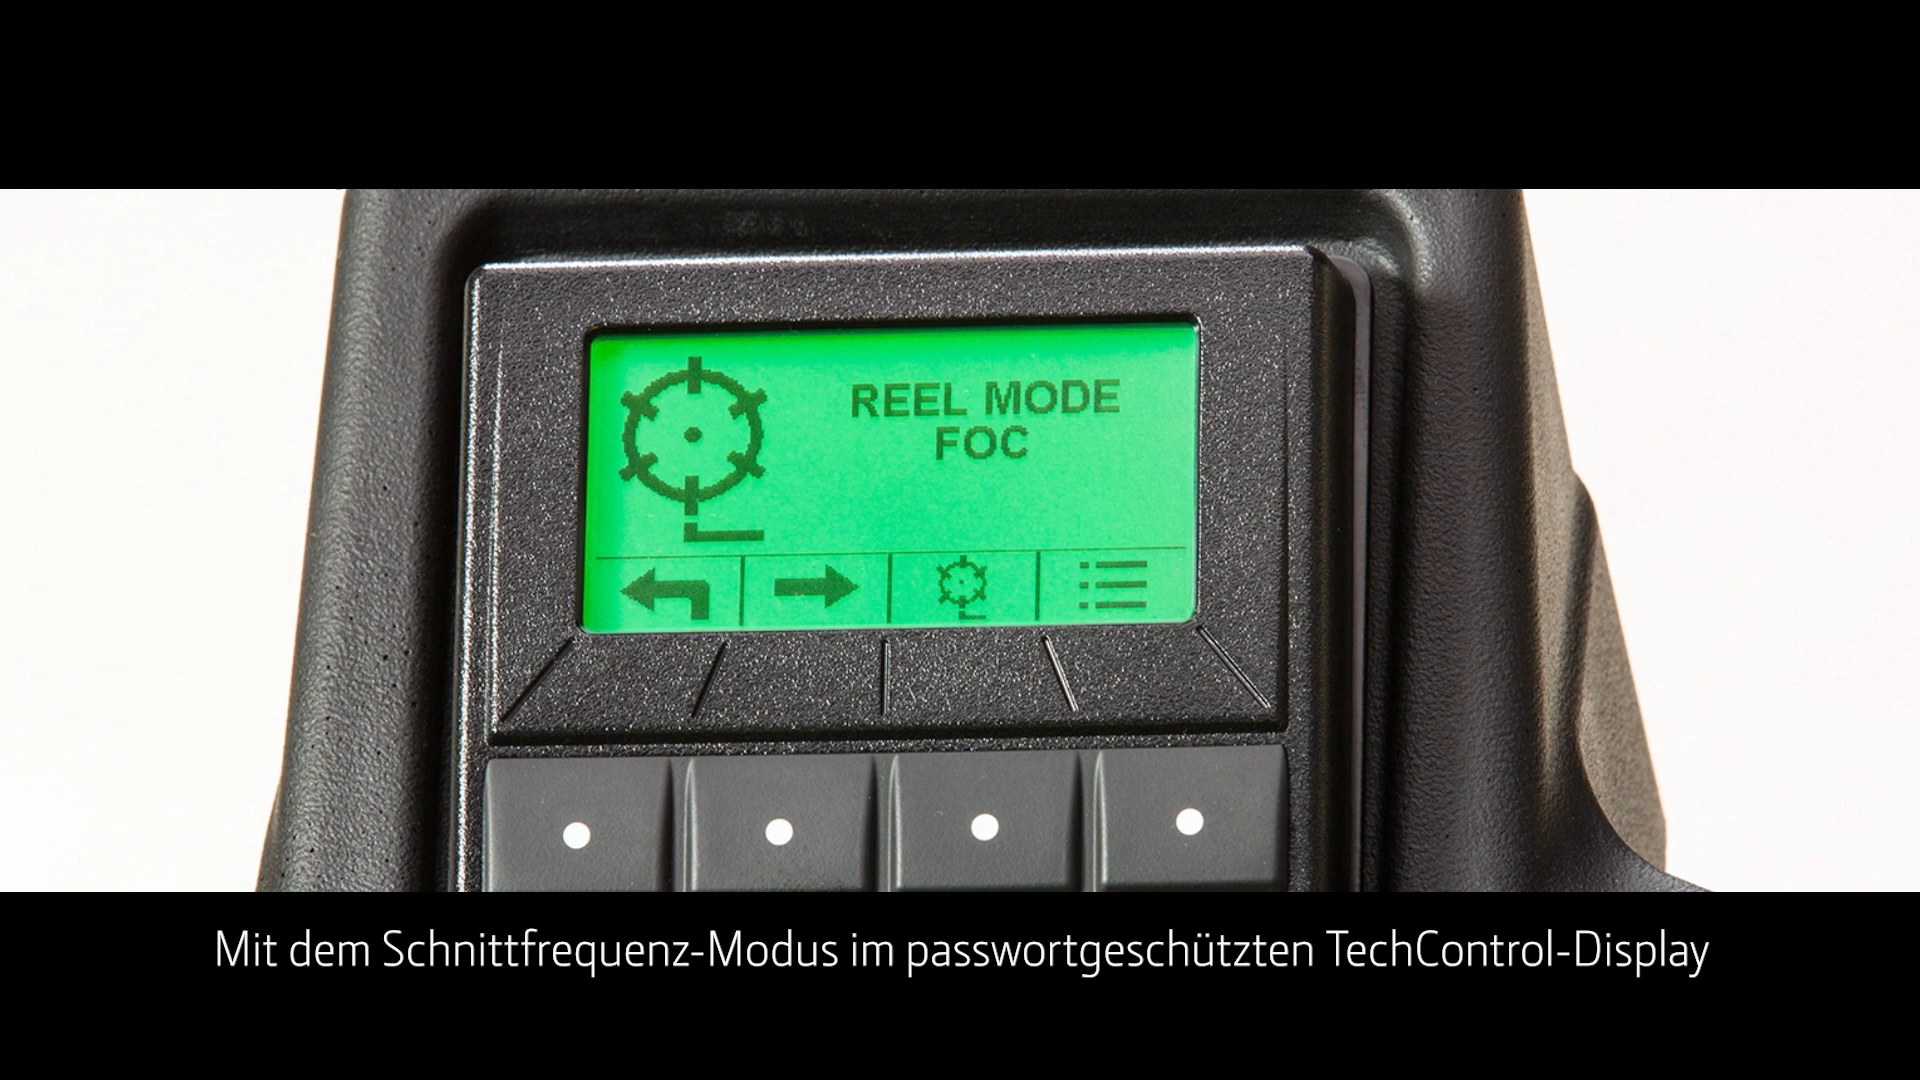 REEL MODE
FOC
Mit dem Schnittfrequenz-Modus im passwortgeschützten TechControl-Display